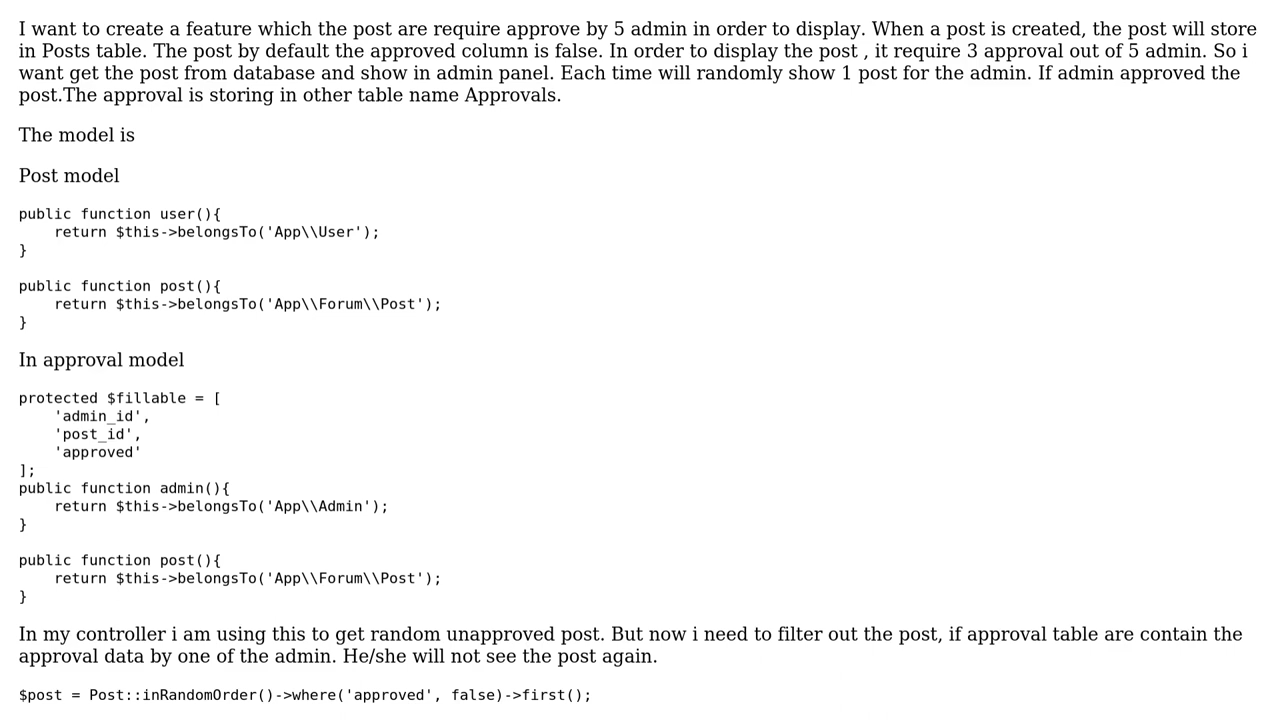 I want to create a feature which the post are require approve by 5 admin in order to display. When a post is created, the post will store
in Posts table. The post by default the approved column is false. In order to display the post , it require 3 approval out of 5 admin. So i
want get the post from database and show in admin panel. Each time will randomly show 1 post for the admin. If admin approved the
post.The approval is storing in other table name Approvals.
The model is
Post model
public function user(){
    return $this->belongsTo('App\\User');
}
public function post(){
    return $this->belongsTo('App\\Forum\\Post');
}
In approval model
protected $fillable = [
    'admin_id',
    'post_id',
    'approved'
];
public function admin(){
    return $this->belongsTo('App\\Admin');
}
public function post(){
    return $this->belongsTo('App\\Forum\\Post');
}
In my controller i am using this to get random unapproved post. But now i need to filter out the post, if approval table are contain the
approval data by one of the admin. He/she will not see the post again.
$post = Post::inRandomOrder()->where('approved', false)->first();